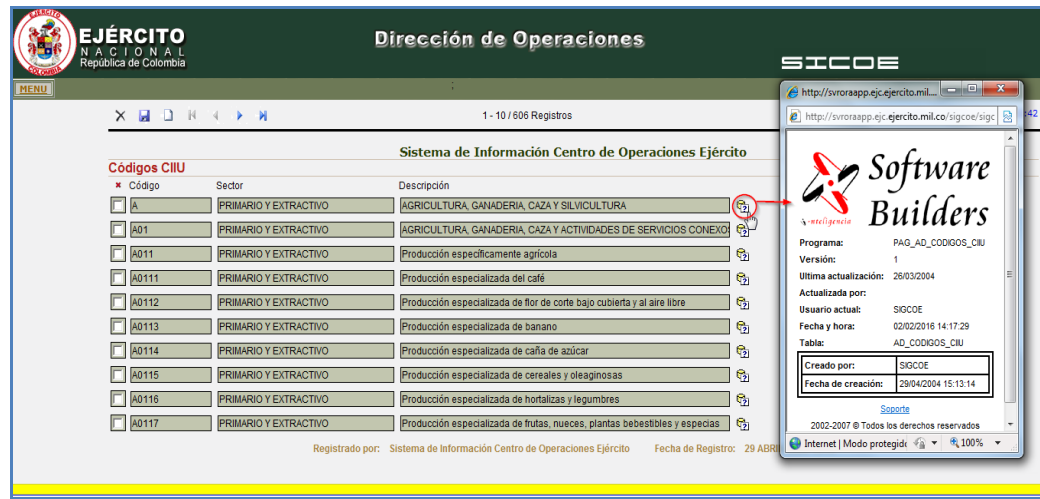 EJÉRCITO
NACIONAL
República de Colombia
COLOMBIA
Dirección de Operaciones
SICOE
MENU
1 - 10 / 606 Registros
:42
Sistema de Información Centro de Operaciones Ejército
Códigos CIIU
Código Sector Descripción
A PRIMARIO Y EXTRACTIVO AGRICULTURA, GANADERIA, CAZA Y SILVICULTURA
A01 PRIMARIO Y EXTRACTIVO AGRICULTURA, GANADERIA, CAZA Y ACTIVIDADES DE SERVICIOS CONEXOS
A011 PRIMARIO Y EXTRACTIVO Producción específicamente agrícola
A0111 PRIMARIO Y EXTRACTIVO Producción especializada del café
A0112 PRIMARIO Y EXTRACTIVO Producción especializada de flor de corte bajo cubierta y al aire libre
A0113 PRIMARIO Y EXTRACTIVO Producción especializada de banano
A0114 PRIMARIO Y EXTRACTIVO Producción especializada de caña de azúcar
A0115 PRIMARIO Y EXTRACTIVO Producción especializada de cereales y oleaginosas
A0116 PRIMARIO Y EXTRACTIVO Producción especializada de hortalizas y legumbres
A0117 PRIMARIO Y EXTRACTIVO Producción especializada de frutas, nueces, plantas bebestibles y especias
Registrado por: Sistema de Información Centro de Operaciones Ejército Fecha de Registro: 29 ABRI
http://svroraapp.ejc.ejercito.mil....
http://svroraapp.ejc.ejercito.mil.co/sigcoe/sigc
Software
Builders
Programa: PAG_AD_CODIGOS_CIIU
Versión: 1
Ultima actualización: 26/03/2004
Actualizada por:
Usuario actual: SIGCOE
Fecha y hora: 02/02/2016 14:17:29
Tabla: AD_CODIGOS_CIIU
Creado por: SIGCOE
Fecha de creación: 29/04/2004 15:13:14
Soporte
2002-2007 © Todos los derechos reservados
Internet | Modo protegido 100%